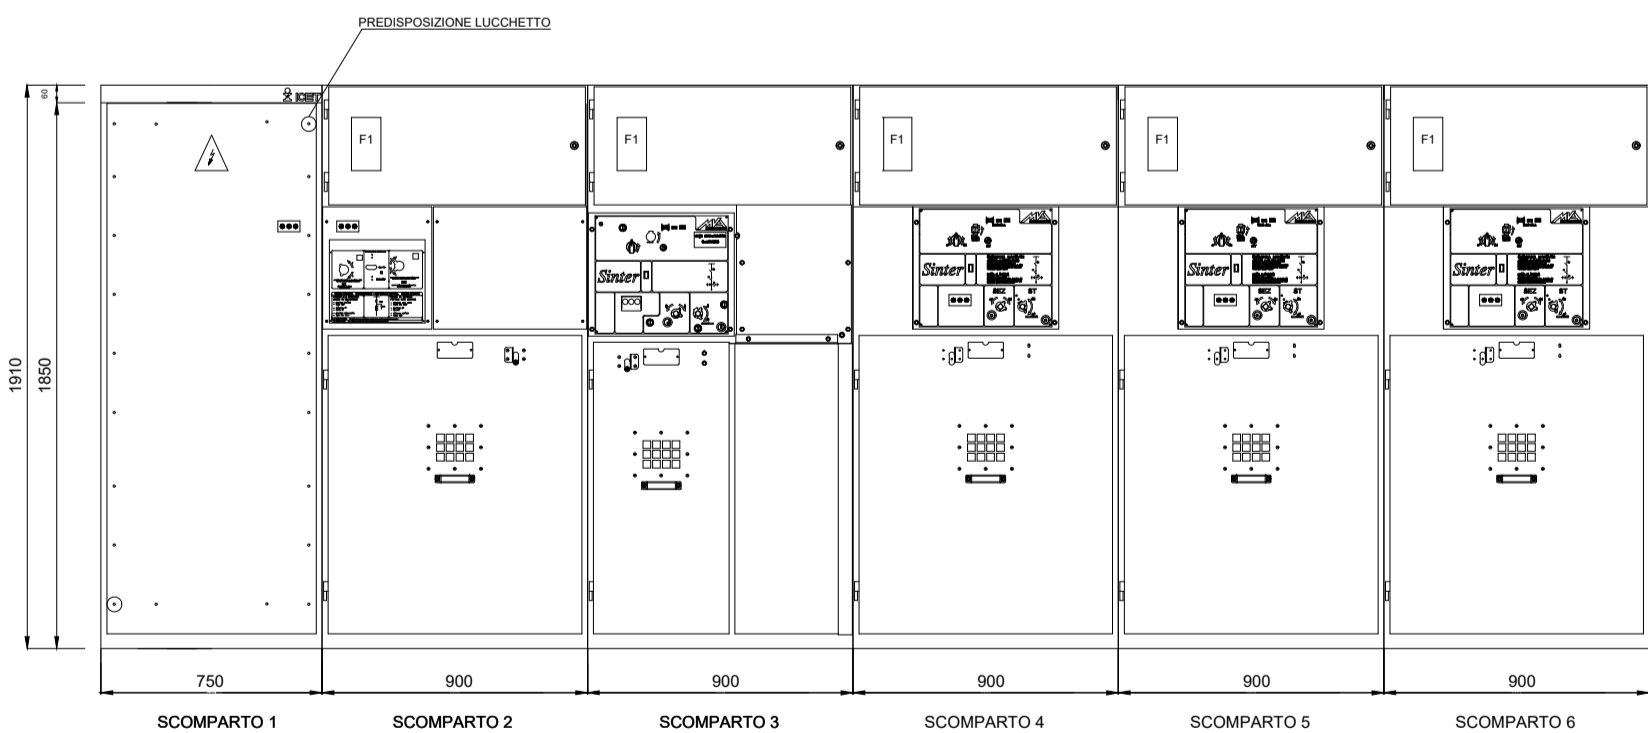 PREDISPOSIZIONE LUCCHETTO
60
F1 F1 F1 F1 F1
Sinter Sinter Sinter Sinter
SEZ ST SEZ ST SEZ ST
1910
1850
750 900 900 900 900 900
SCOMPARTO 1 SCOMPARTO 2 SCOMPARTO 3 SCOMPARTO 4 SCOMPARTO 5 SCOMPARTO 6